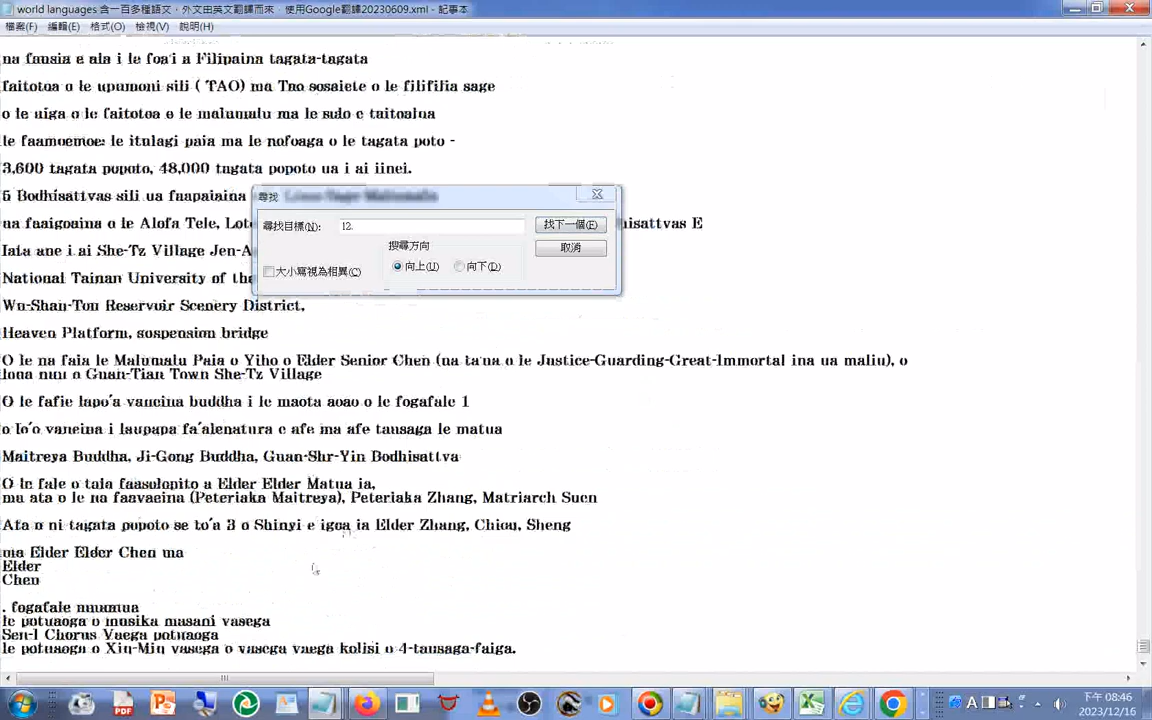 world languages 含一百多種語文，外文由英文翻譯而來，使用Google翻譯20230609.xml - 記事本
檔案(F) 編輯(E) 格式(O) 檢視(V) 說明(H)
na fausia e ala i le foa'i a Filipaina tagata-tagata
faitotoa o le upumoni sili ( TAO) ma Tao sosaiete o le filifilia sage
o le uiga o le faitotoa o le malumalu ma le
le faamoemoe: le itulagi paia ma le nofoaga o le tagata poto -
3,600 tagata popoto, 48,000 tagata popoto ua i ai iinei.
5 Bodhisattvas sili ua faapaiaina
ua faaigoaina o le Alofa Tele, Lot hisattvas E
Iata ane i ai She-Tz Village Jen-A
National Tainan University of the
Wu-Shan-Tou Reservoir Scenery District,
Heaven Platform, sospension bridge
O le na faia le Malumalu Paia o Yiho o Elder Senior Chen (na ta'ua o le Justice-Guarding-Great-Immortal ina ua maliu), o
loua nuu o Guan-Tian Town She-Tz Village
O le fafie lapo'a vaneina buddha i le maota aoao o le fogafale 1
o lo'o vaneina i laupapa fa'alenatura e afe ma afe tausaga le matua
Maitreya Buddha, Ji-Gong Buddha, Guan-Shr-Yin Bodhisattva
O le fale o tala faasolopito a Elder Elder Matua ia,
ma ata o le na faavaeina (Peteriaka Maitreya), Peteriaka Zhang, Matriarch Suen
Ata o ni tagata popoto se to'a 3 o Shinyi e igoa ia Elder Zhang, Chiou, Sheng
ma Elder Elder Chen ma
Elder
Chen
. fogafale muamua
le potuaoga o musika masani vasega
Sen-I Chorus Vaega potuaoga
le potuaoga o Xiu-Miu vasega o vasega vaega kolisi o 4-tausaga-faiga.
尋找
尋找目標(N): 12. 找下一個(F)
搜尋方向 取消
大小寫視為相異(C) 向上(U) 向下(D)
下午 08:46
2023/12/16